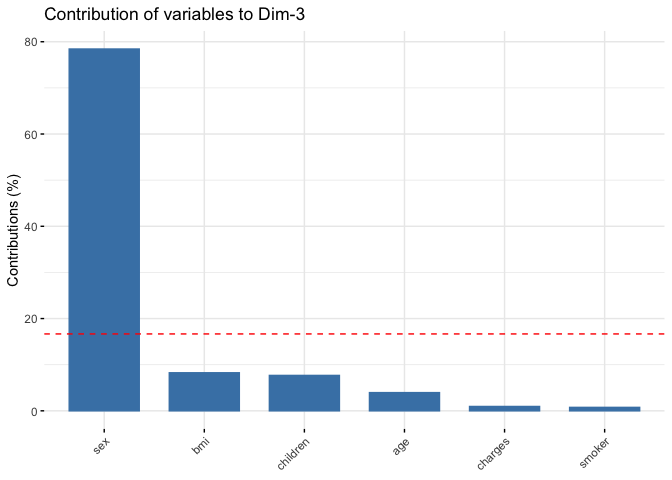 Contribution of variables to Dim-3
Contributions (%)
80
60
40
20
0
sex
bmi
children
age
charges
smoker